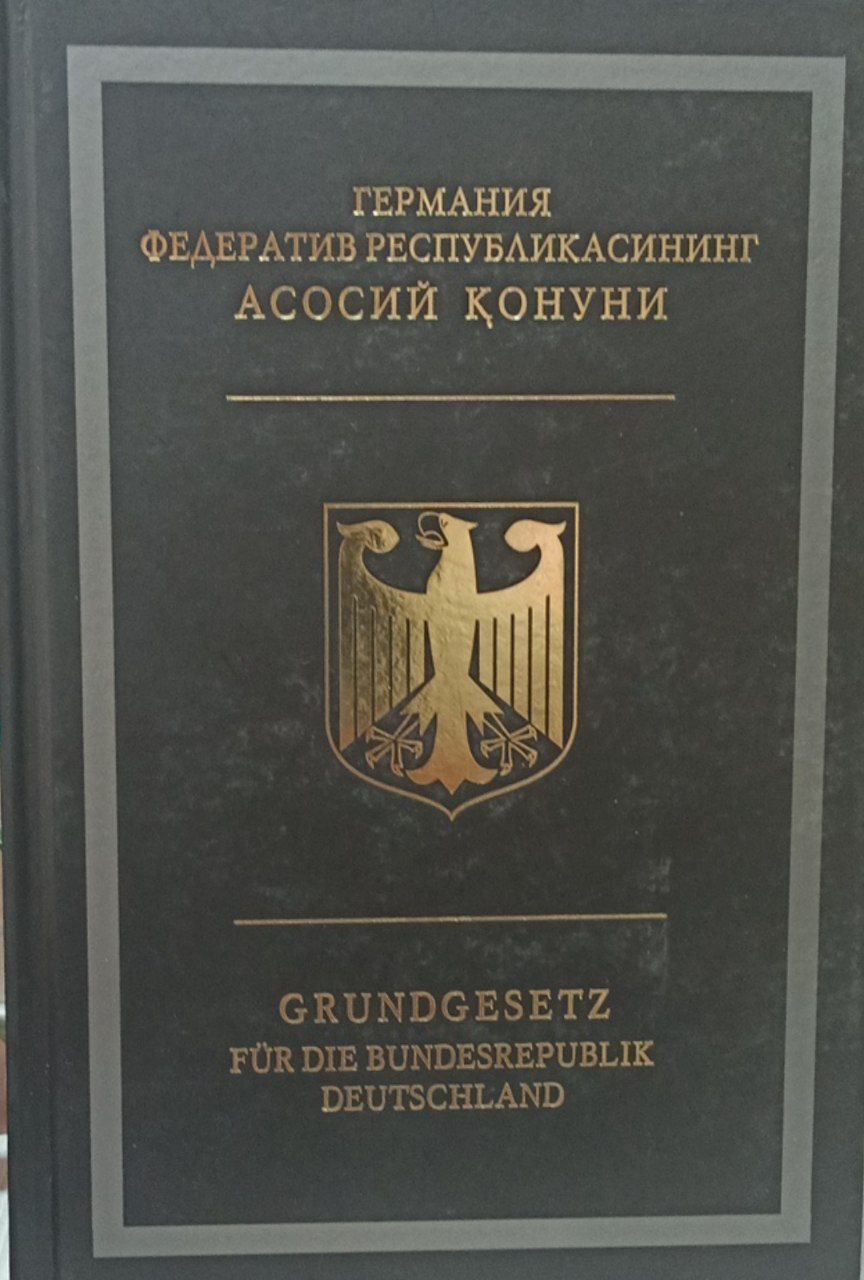 ГЕРМАНИЯ
ФЕДЕРАТИВ РЕСПУБЛИКАСИНИНГ
АСОСИЙ ҚОНУНИ
GRUNDGESETZ
FÜR DIE BUNDESREPUBLIK
DEUTSCHLAND